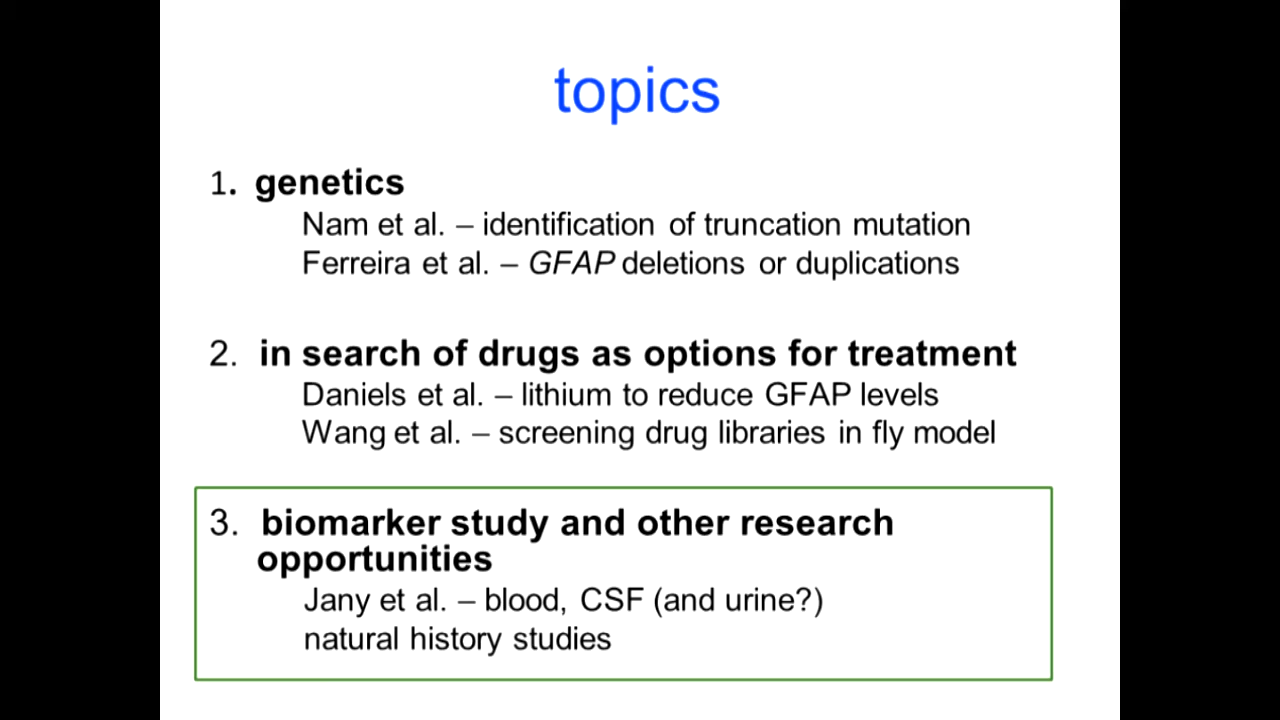 topics
1. genetics
Nam et al. – identification of truncation mutation
Ferreira et al. – GFAP deletions or duplications
2. in search of drugs as options for treatment
Daniels et al. – lithium to reduce GFAP levels
Wang et al. – screening drug libraries in fly model
3. biomarker study and other research
opportunities
Jany et al. – blood, CSF (and urine?)
natural history studies